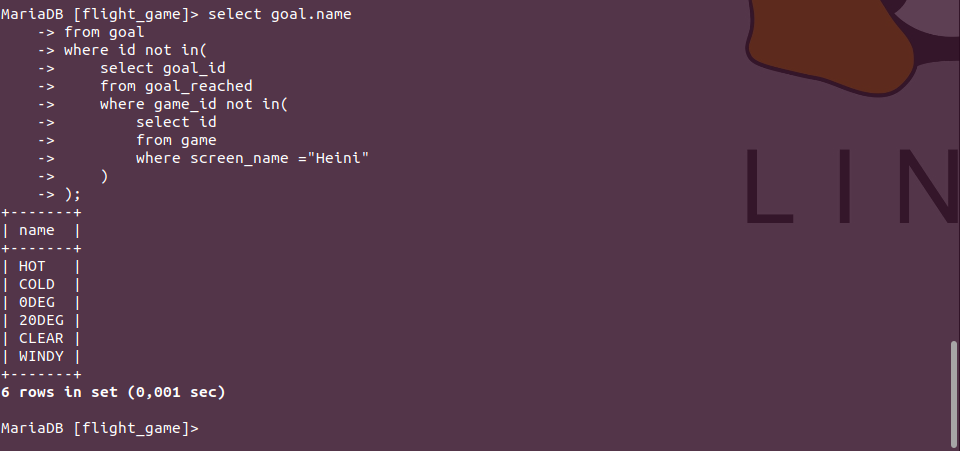 MariaDB [flight_game]> select goal.name
    -> from goal
    -> where id not in(
    ->     select goal_id
    ->     from goal_reached
    ->     where game_id not in(
    ->         select id
    ->         from game
    ->         where screen_name ="Heini"
    ->     )
    -> );
+-------+
| name  |
+-------+
| HOT   |
| COLD  |
| 0DEG  |
| 20DEG |
| CLEAR |
| WINDY |
+-------+
6 rows in set (0,001 sec)
MariaDB [flight_game]>
L I N